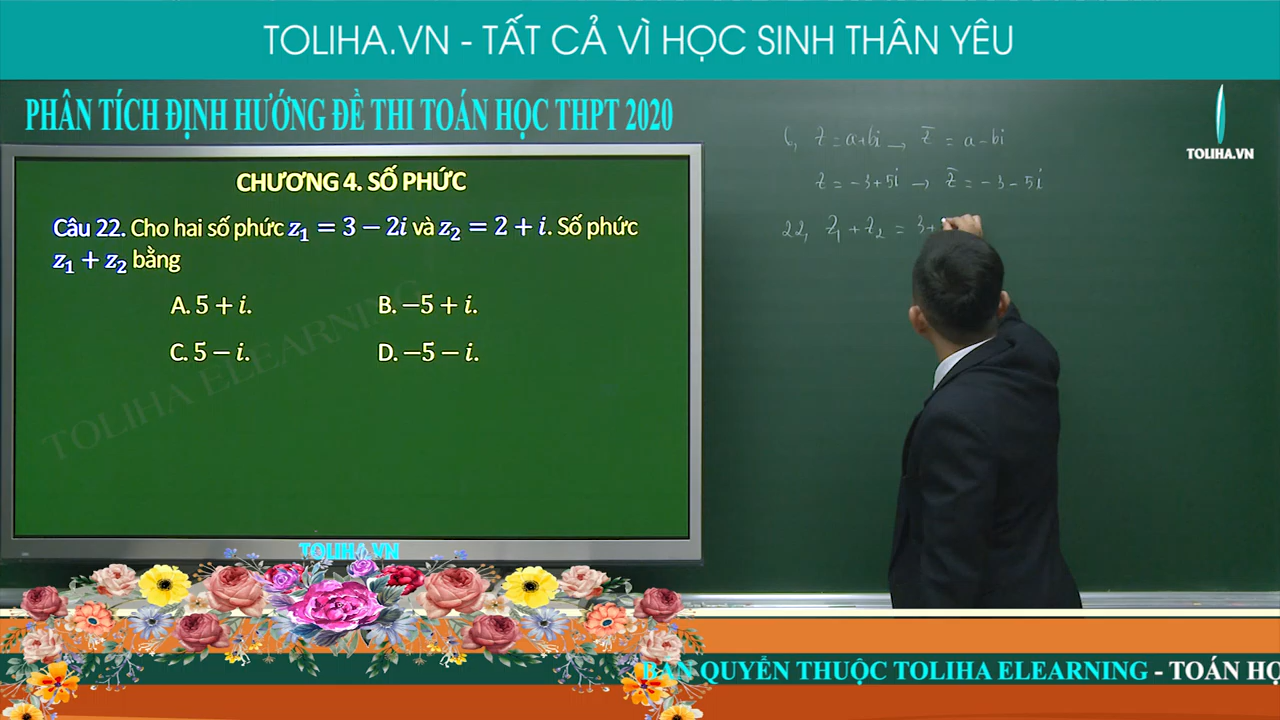 TOLIHA.VN - TẤT CẢ VÌ HỌC SINH THÂN YÊU
PHÂN TÍCH ĐỊNH HƯỚNG ĐỀ THI TOÁN HỌC THPT 2020
TOLIHA.VN
CHƯƠNG 4. SỐ PHỨC
Câu 22. Cho hai số phức z₁ = 3 − 2i và z₂ = 2 + i. Số phức
z₁ + z₂ bằng
A. 5 + i. B. −5 + i.
C. 5 − i. D. −5 − i.
TOLIHA ELEARNING
TOLIHA.VN
6, z = a+bi → z̄ = a−bi
z = −3+5i → z̄ = −3−5i
22, z₁ + z₂ = 3+
BẢN QUYỀN THUỘC TOLIHA ELEARNING - TOÁN HỌ